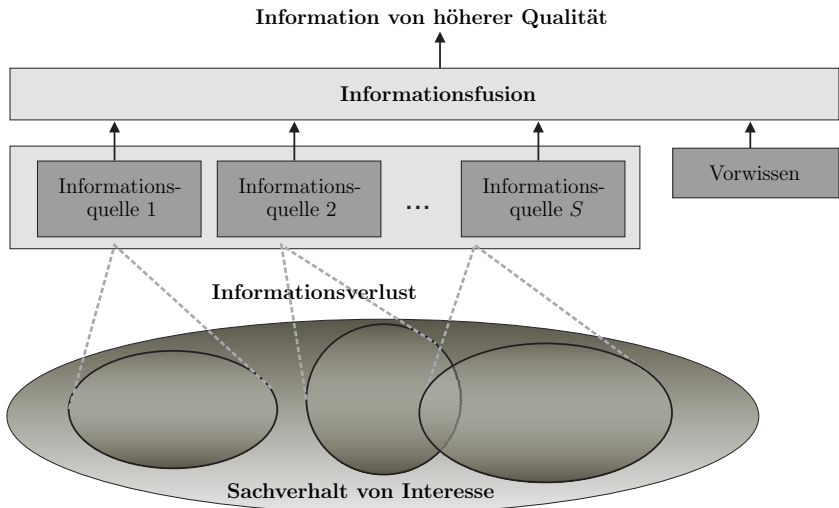 Information von höherer Qualität
Informationsfusion
Informations-
quelle 1
Informations-
quelle 2
...
Informations-
quelle S
Vorwissen
Informationsverlust
Sachverhalt von Interesse